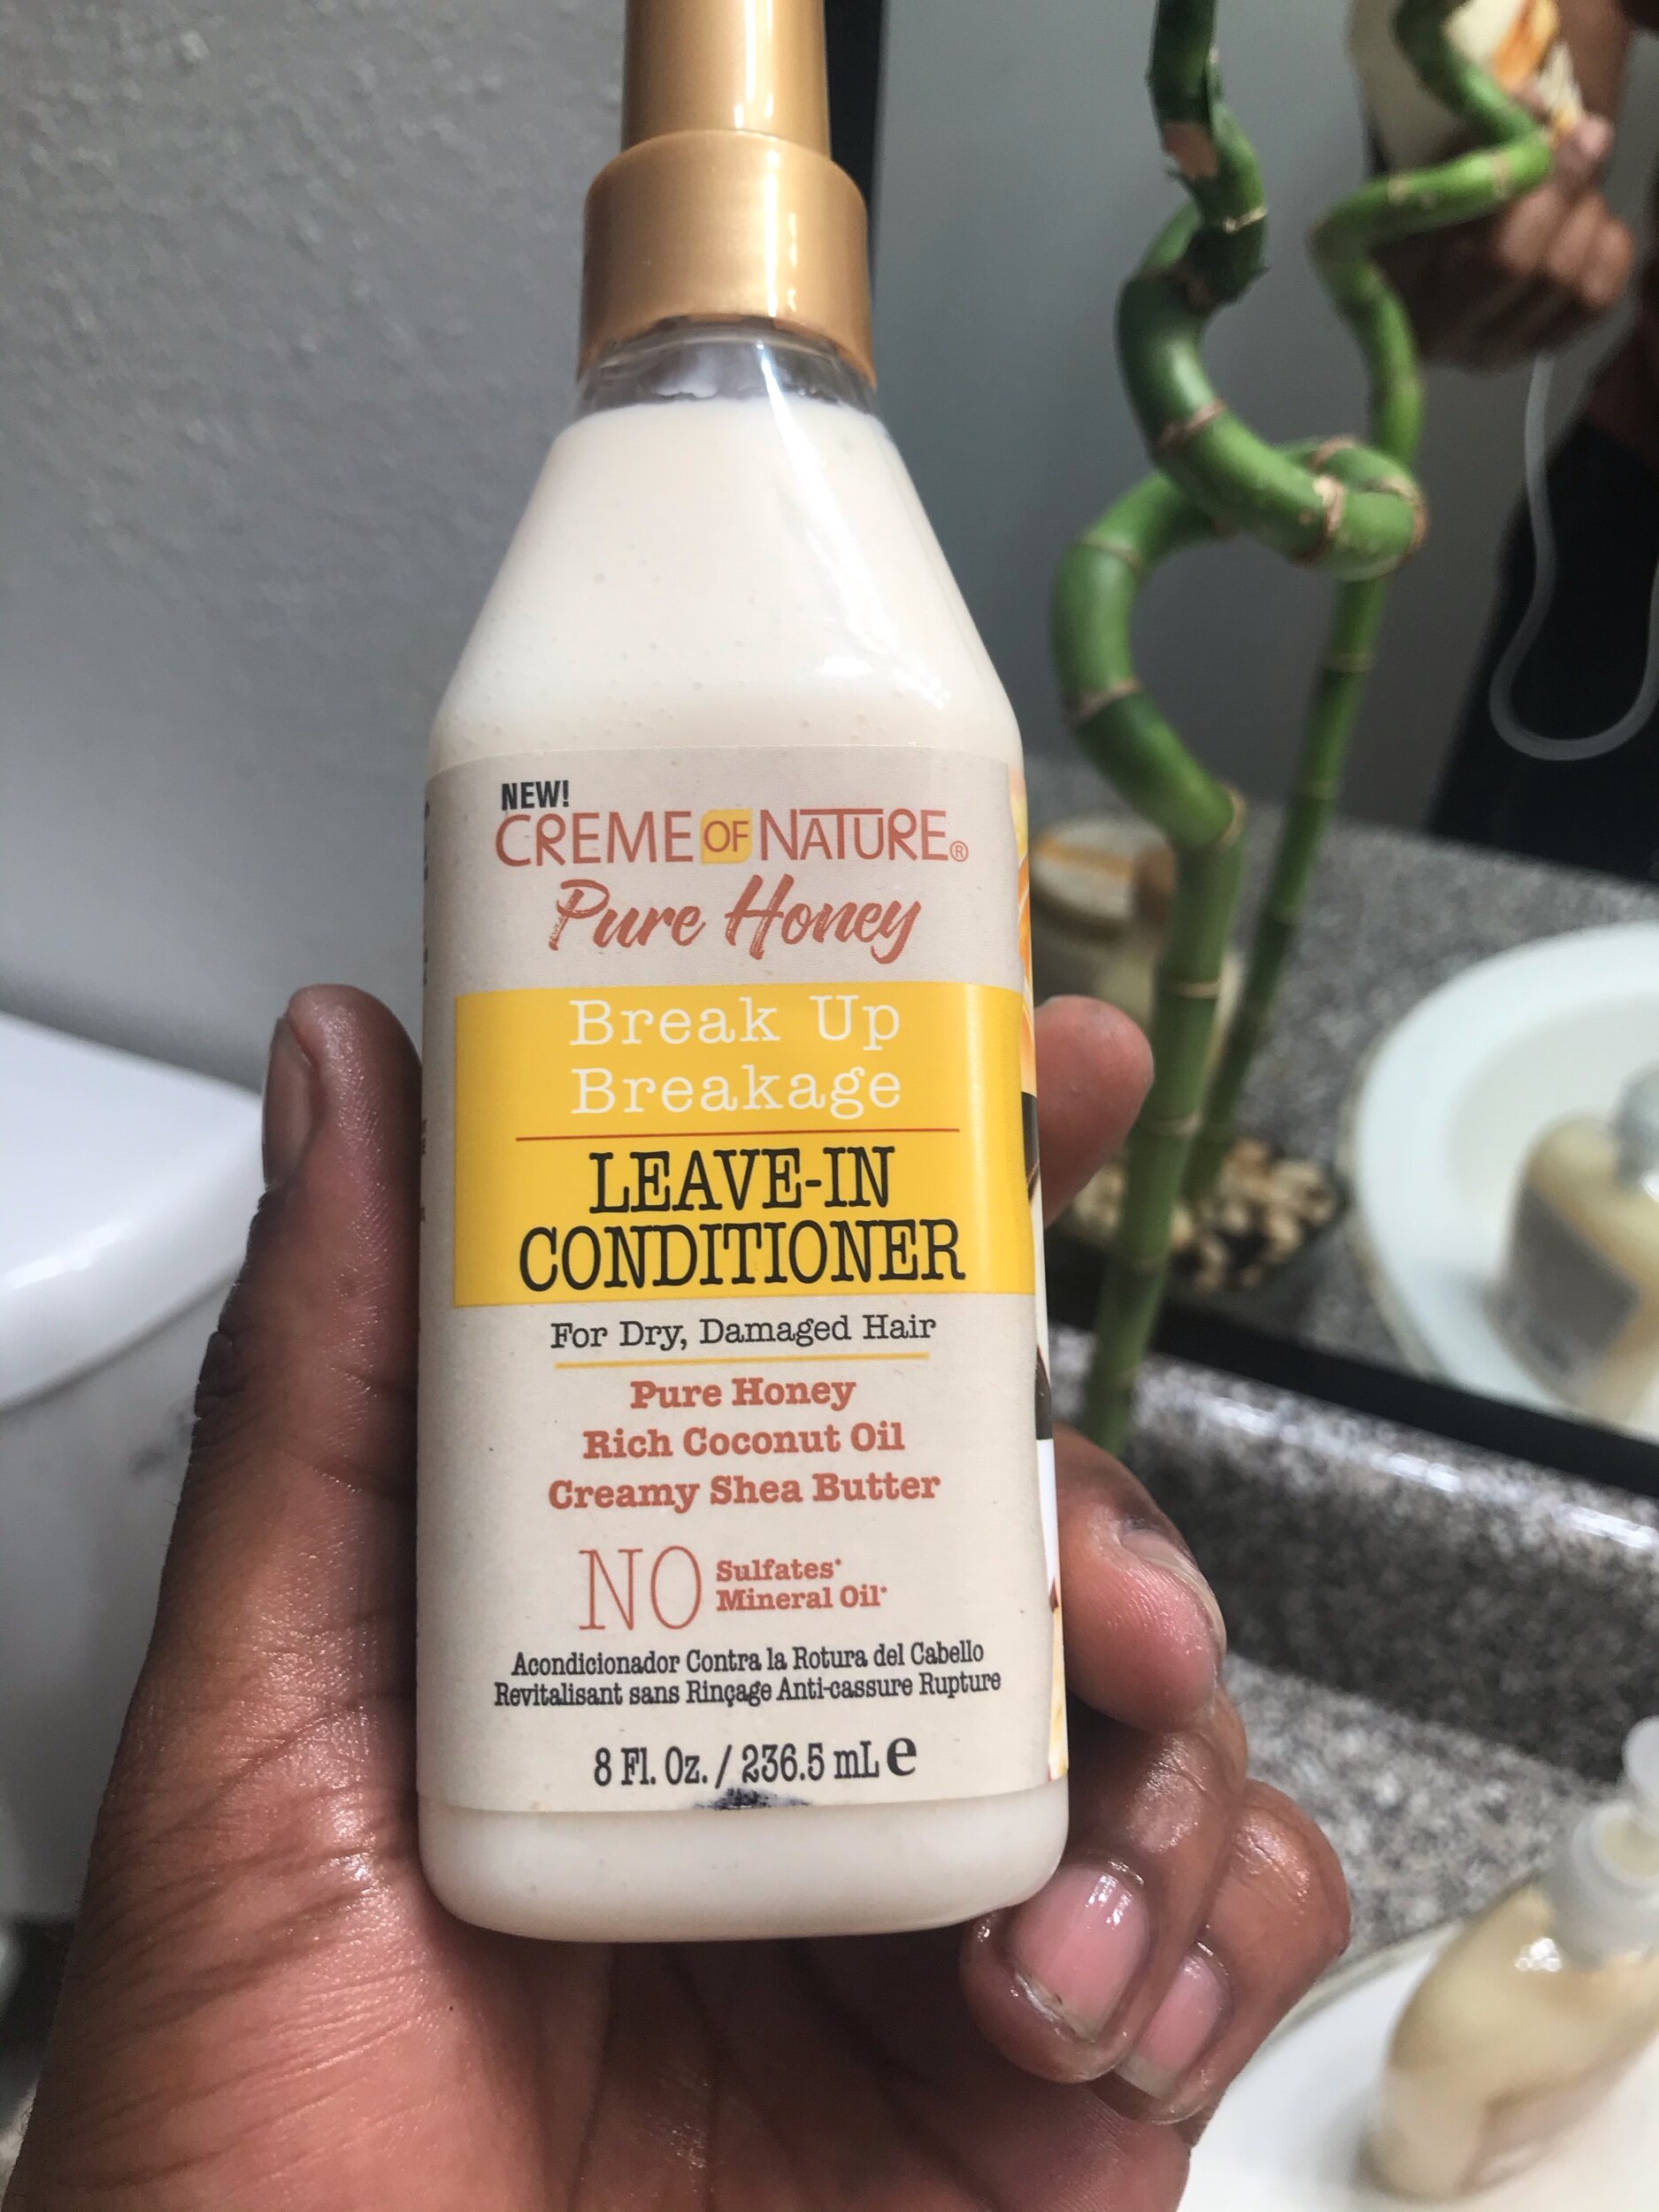 NEW!
CREME OF NATURE®
Pure Honey
Break Up
Breakage
LEAVE-IN
CONDITIONER
For Dry, Damaged Hair
Pure Honey
Rich Coconut Oil
Creamy Shea Butter
NO Sulfates*
Mineral Oil*
Acondicionador Contra la Rotura del Cabello
Revitalisant sans Rinçage Anti-cassure Rupture
8 Fl. Oz. / 236.5 mL e